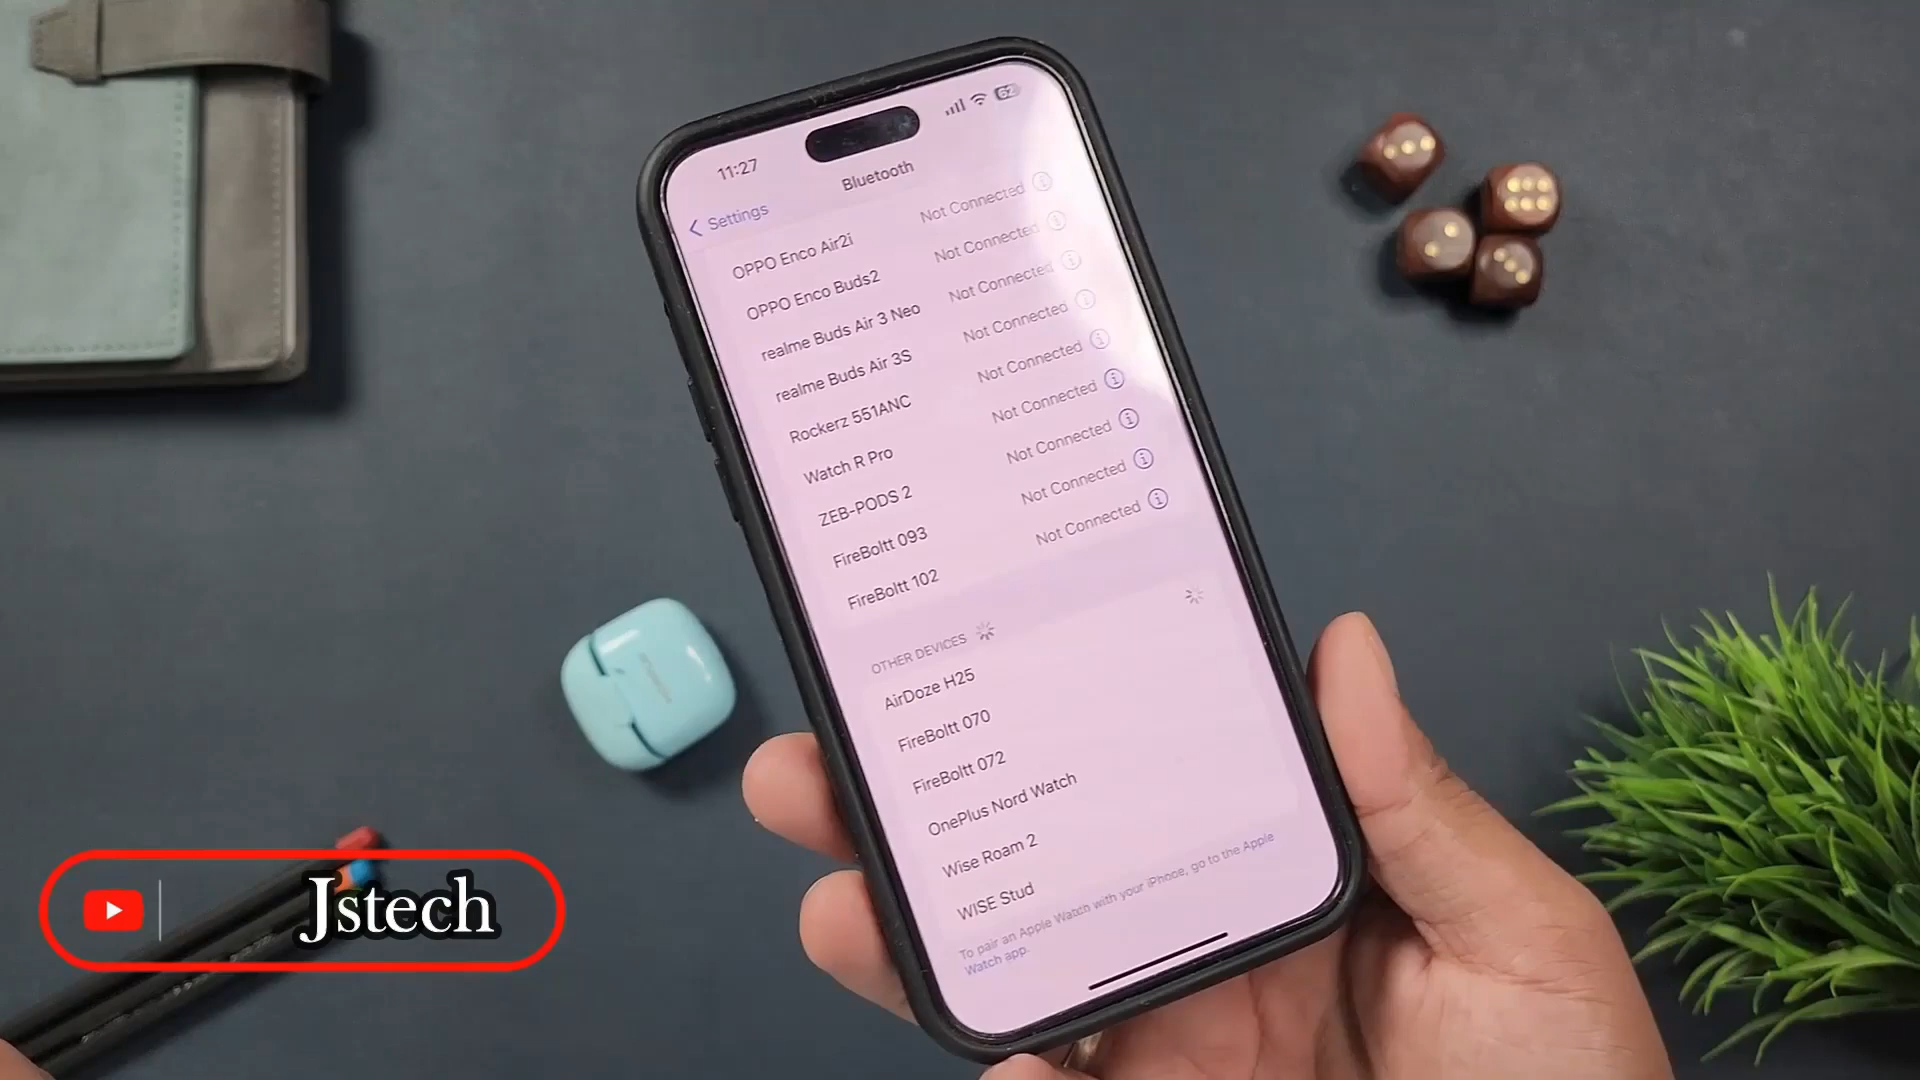 11:27
62
Settings
Bluetooth
OPPO Enco Air2i Not Connected
OPPO Enco Buds2 Not Connected
realme Buds Air 3 Neo Not Connected
realme Buds Air 3S Not Connected
Rockerz 551ANC Not Connected
Watch R Pro Not Connected
ZEB-PODS 2 Not Connected
FireBoltt 093 Not Connected
FireBoltt 102 Not Connected
OTHER DEVICES
AirDoze H25
FireBoltt 070
FireBoltt 072
OnePlus Nord Watch
Wise Roam 2
WISE Stud
To pair an Apple Watch with your iPhone, go to the Apple
Watch app.
Jstech